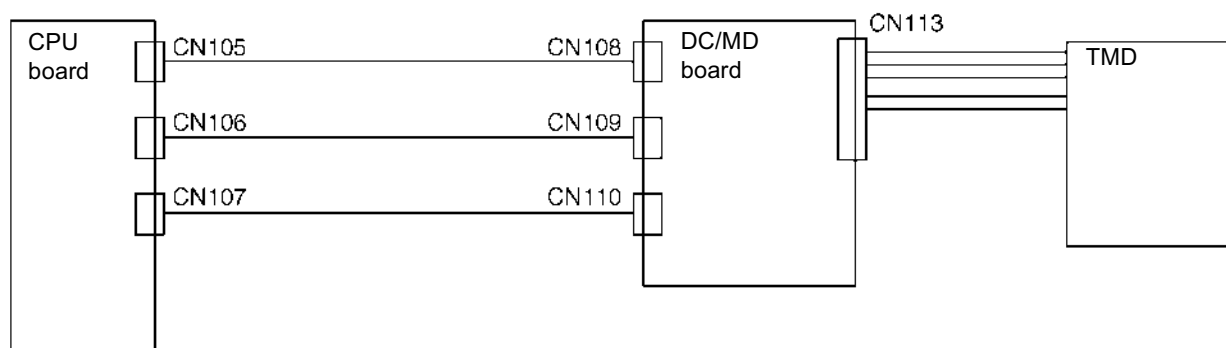 CPU
board
CN105
CN106
CN107
CN108
CN109
CN110
DC/MD
board
CN113
TMD